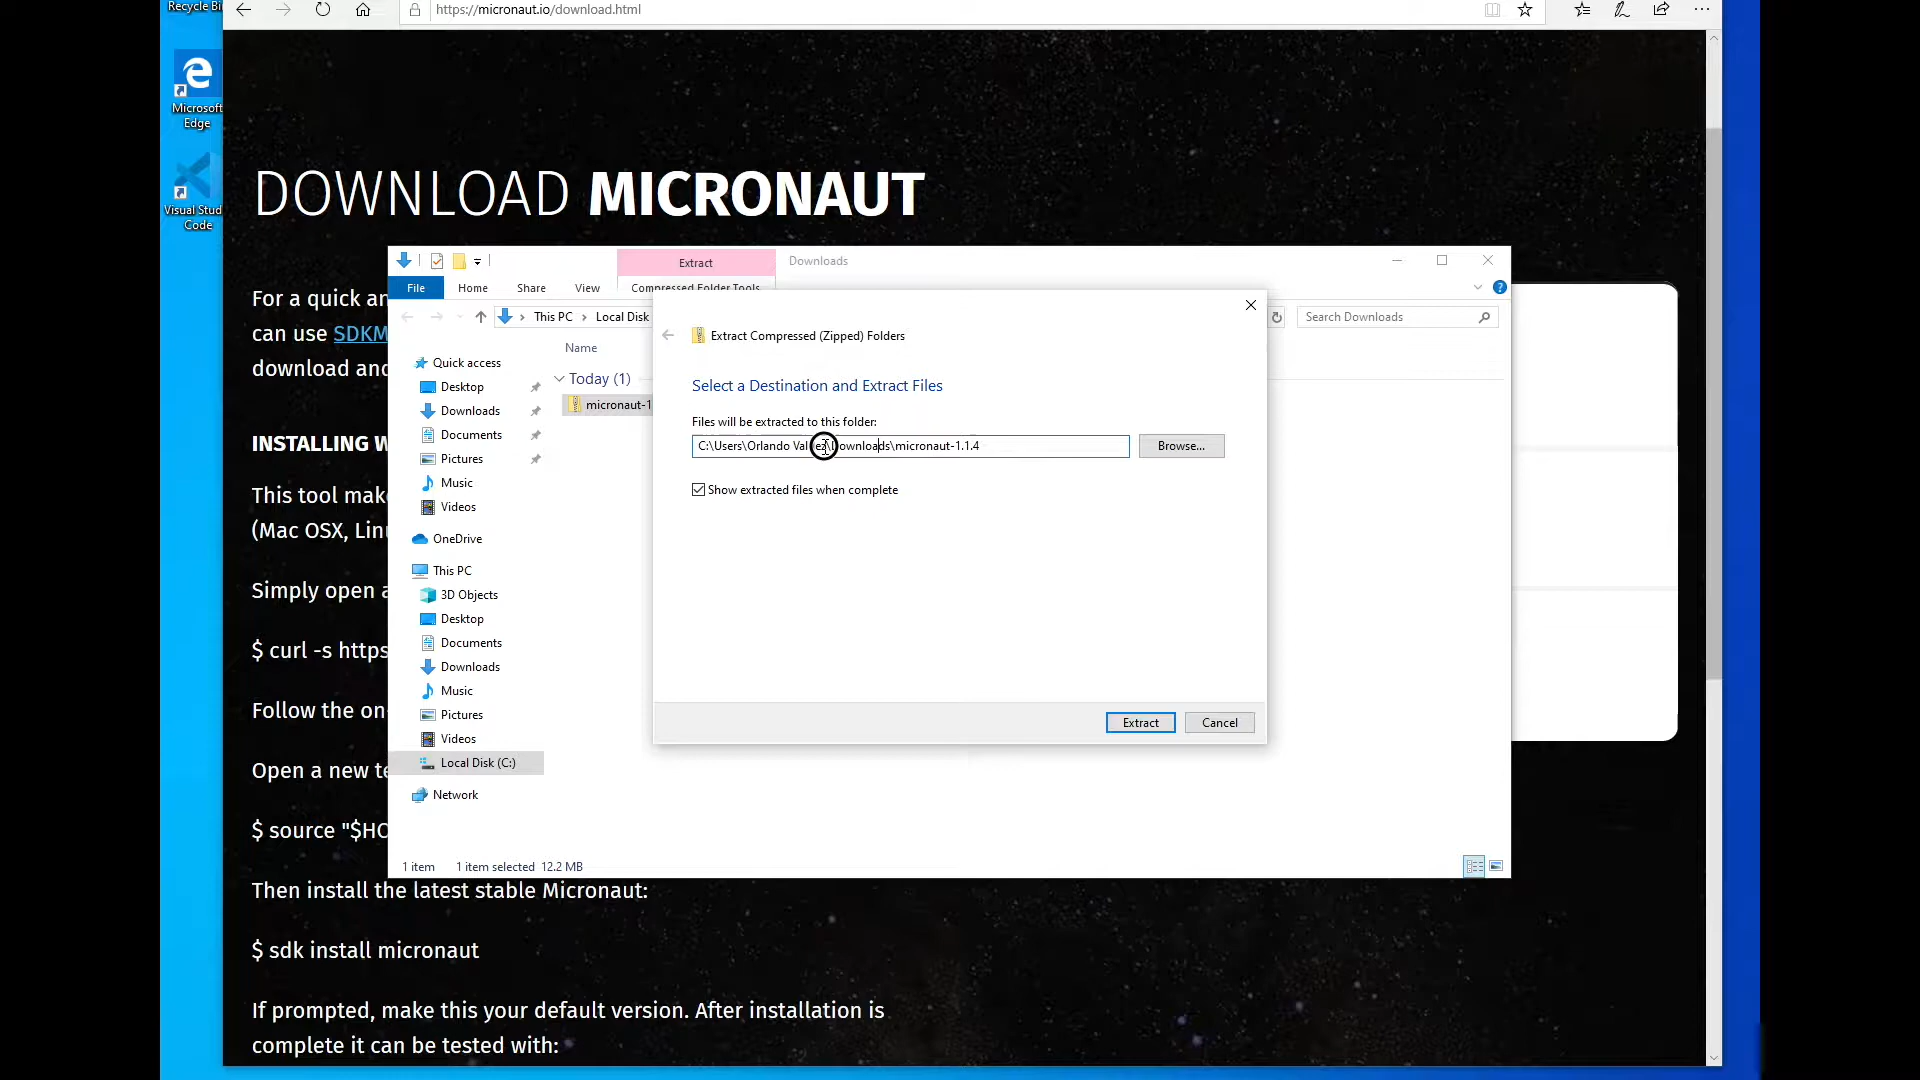 Recycle Bi
https://micronaut.io/download.html
Microsoft
Edge
Visual Stud
Code
DOWNLOAD MICRONAUT
For a quick an
can use SDKM
download and
INSTALLING W
This tool make
(Mac OSX, Linu
Simply open a
$ curl -s https
Follow the on-
Open a new te
$ source "$HO
Then install the latest stable Micronaut:
$ sdk install micronaut
If prompted, make this your default version. After installation is
complete it can be tested with:
Extract
Downloads
File
Home
Share
View
Compressed Folder Tools
This PC
Local Disk
Search Downloads
Name
Today (1)
micronaut-1
Quick access
Desktop
Downloads
Documents
Pictures
Music
Videos
OneDrive
This PC
3D Objects
Desktop
Documents
Downloads
Music
Pictures
Videos
Local Disk (C:)
Network
1 item
1 item selected 12.2 MB
Extract Compressed (Zipped) Folders
Select a Destination and Extract Files
Files will be extracted to this folder:
C:\Users\Orlando Valdez\Downloads\micronaut-1.1.4
Browse...
Show extracted files when complete
Extract
Cancel